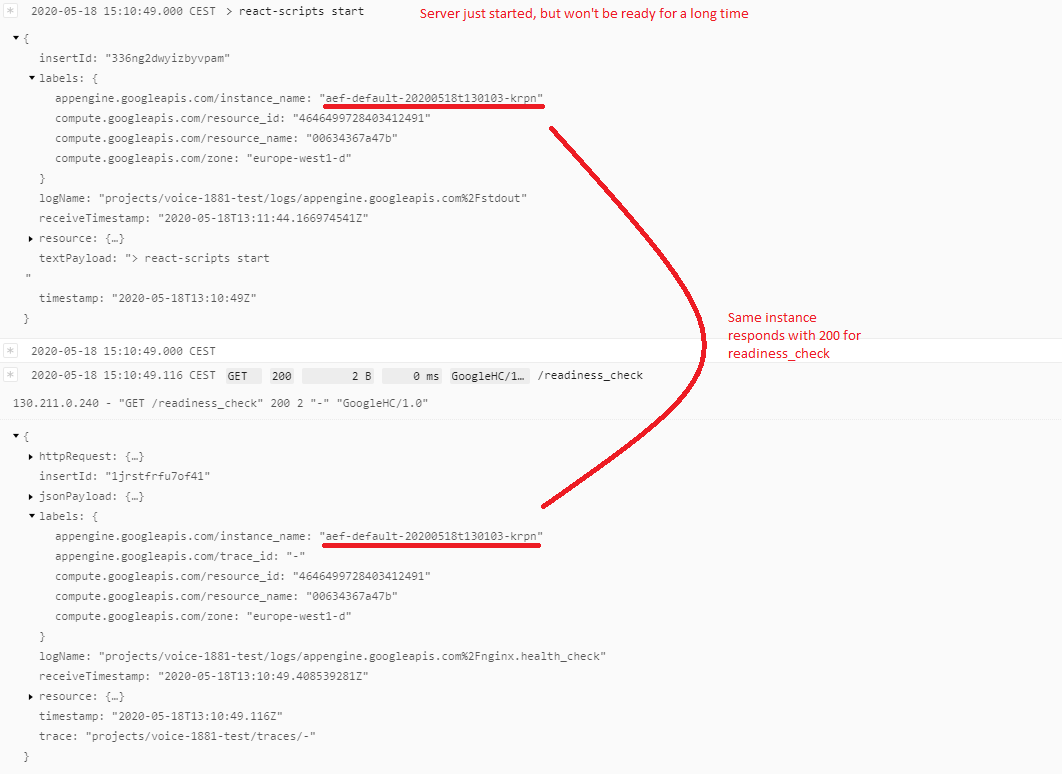 2020-05-18 15:10:49.000 CEST > react-scripts start
Server just started, but won't be ready for a long time
{
insertId: "336ng2dwyizbyvpam"
labels: {
appengine.googleapis.com/instance_name: "aef-default-20200518t130103-krpn"
compute.googleapis.com/resource_id: "4646499728403412491"
compute.googleapis.com/resource_name: "00634367a47b"
compute.googleapis.com/zone: "europe-west1-d"
}
logName: "projects/voice-1881-test/logs/appengine.googleapis.com%2Fstdout"
receiveTimestamp: "2020-05-18T13:11:44.166974541Z"
resource: {…}
textPayload: "> react-scripts start
"
timestamp: "2020-05-18T13:10:49Z"
}
Same instance
responds with 200 for
readiness_check
2020-05-18 15:10:49.000 CEST
2020-05-18 15:10:49.116 CEST GET 200 2 B 0 ms GoogleHC/1… /readiness_check
130.211.0.240 - "GET /readiness_check" 200 2 "-" "GoogleHC/1.0"
{
httpRequest: {…}
insertId: "1jrstfrfu7of41"
jsonPayload: {…}
labels: {
appengine.googleapis.com/instance_name: "aef-default-20200518t130103-krpn"
appengine.googleapis.com/trace_id: "-"
compute.googleapis.com/resource_id: "4646499728403412491"
compute.googleapis.com/resource_name: "00634367a47b"
compute.googleapis.com/zone: "europe-west1-d"
}
logName: "projects/voice-1881-test/logs/appengine.googleapis.com%2Fnginx.health_check"
receiveTimestamp: "2020-05-18T13:10:49.408539281Z"
resource: {…}
timestamp: "2020-05-18T13:10:49.116Z"
trace: "projects/voice-1881-test/traces/-"
}